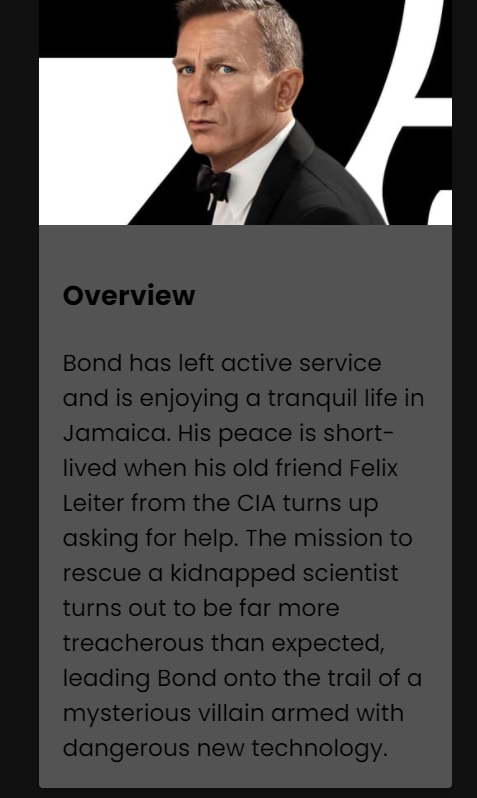 Overview
Bond has left active service
and is enjoying a tranquil life in
Jamaica. His peace is short-
lived when his old friend Felix
Leiter from the CIA turns up
asking for help. The mission to
rescue a kidnapped scientist
turns out to be far more
treacherous than expected,
leading Bond onto the trail of a
mysterious villain armed with
dangerous new technology.